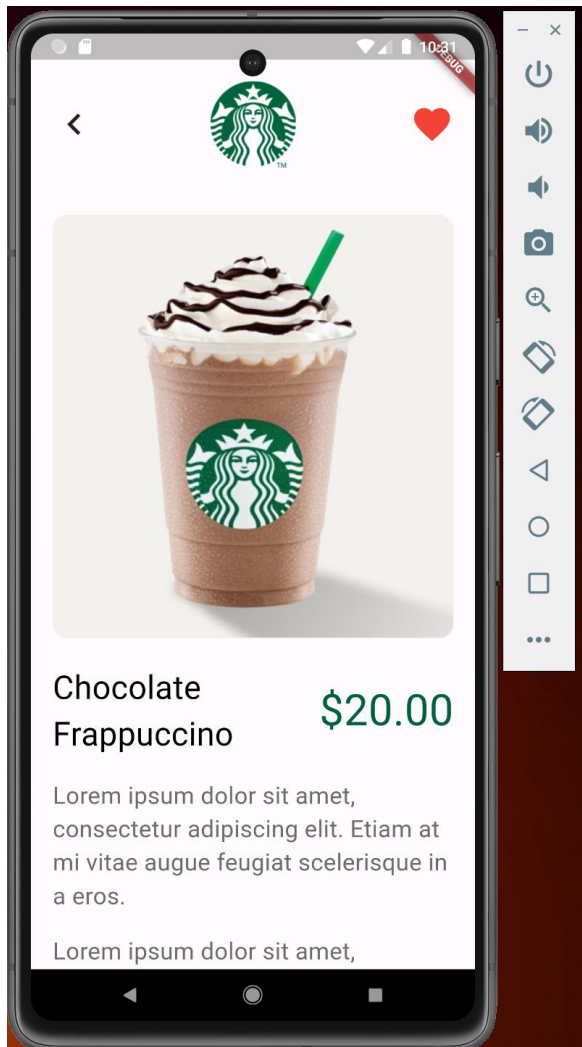 10:31
DEBUG
TM
Chocolate
Frappuccino
$20.00
Lorem ipsum dolor sit amet,
consectetur adipiscing elit. Etiam at
mi vitae augue feugiat scelerisque in
a eros.
Lorem ipsum dolor sit amet,